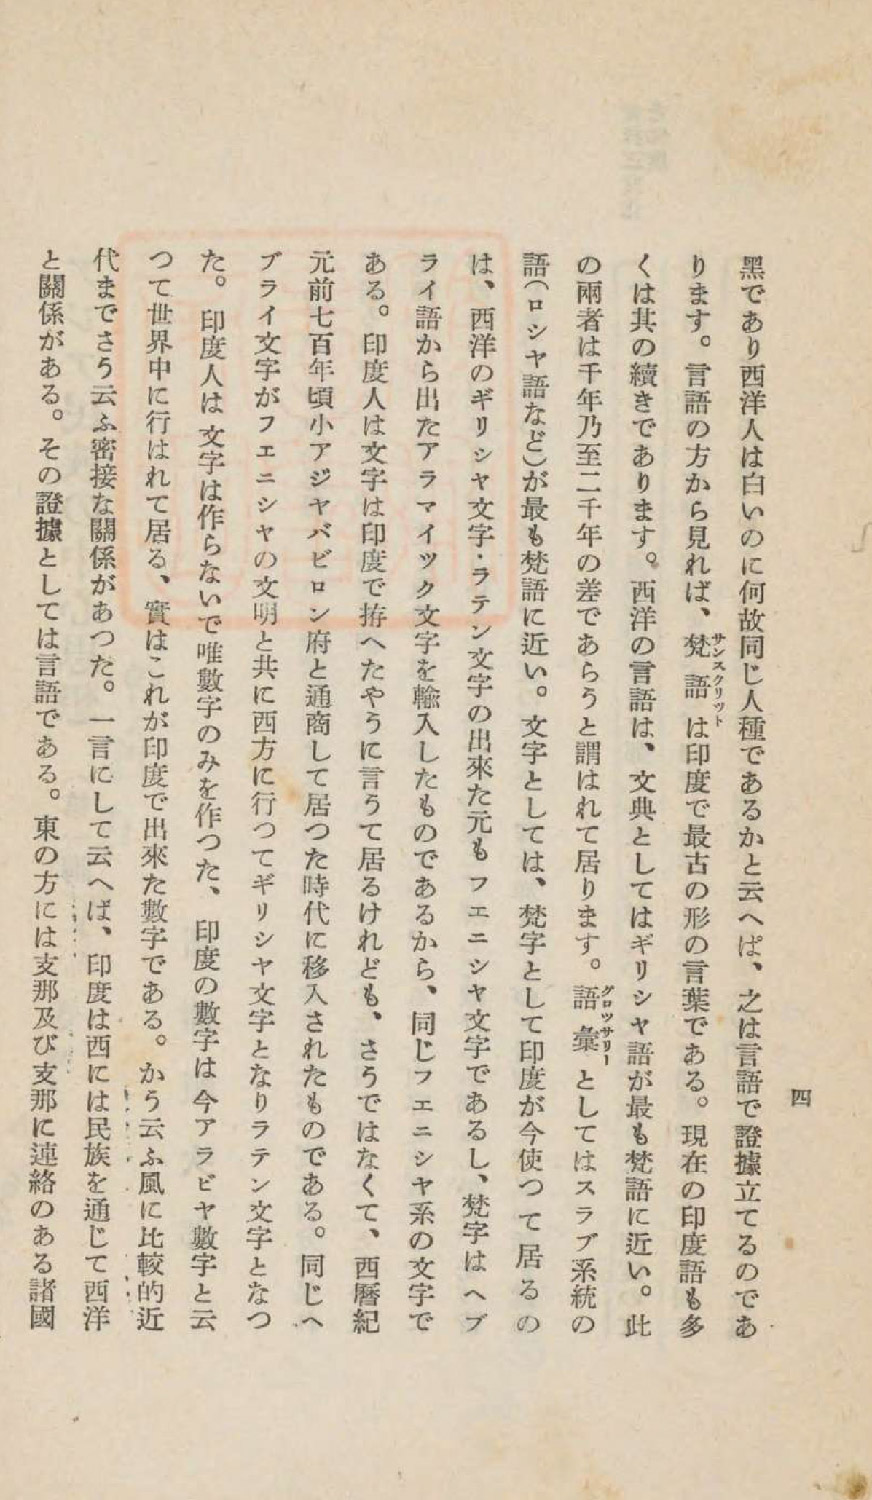 四
黑であり西洋人は白いのに何故同じ人種であるかと云へば、之は言語で證據立てるのであ
ります。言語の方から見れば、梵語は印度で最古の形の言葉である。現在の印度語も多
サンスクリット
くは其の續きであります。西洋の言語は、文典としてはギリシヤ語が最も梵語に近い。此
の兩者は千年乃至二千年の差であらうと謂はれて居ります。語彙としてはスラブ系統の
グロツサリー
語(ロシヤ語など)が最も梵語に近い。文字としては、梵字として印度が今使つて居るの
は、西洋のギリシヤ文字・ラテン文字の出來た元もフエニシヤ文字であるし、梵字はヘブ
ライ語から出たアラマイツク文字を輸入したものであるから、同じフエニシヤ系の文字で
ある。印度人は文字は印度で拵へたやうに言うて居るけれども、さうではなくて、西曆紀
元前七百年頃小アジヤバビロン府と通商して居つた時代に移入されたものである。同じヘ
ブライ文字がフエニシヤの文明と共に西方に行つてギリシヤ文字となりラテン文字となつ
た。印度人は文字は作らないで唯數字のみを作つた、印度の數字は今アラビヤ數字と云
つて世界中に行はれて居る、實はこれが印度で出來た數字である。かう云ふ風に比較的近
代までさう云ふ密接な關係があつた。一言にして云へば、印度は西には民族を通じて西洋
と關係がある。その證據としては言語である。東の方には支那及び支那に連絡のある諸國